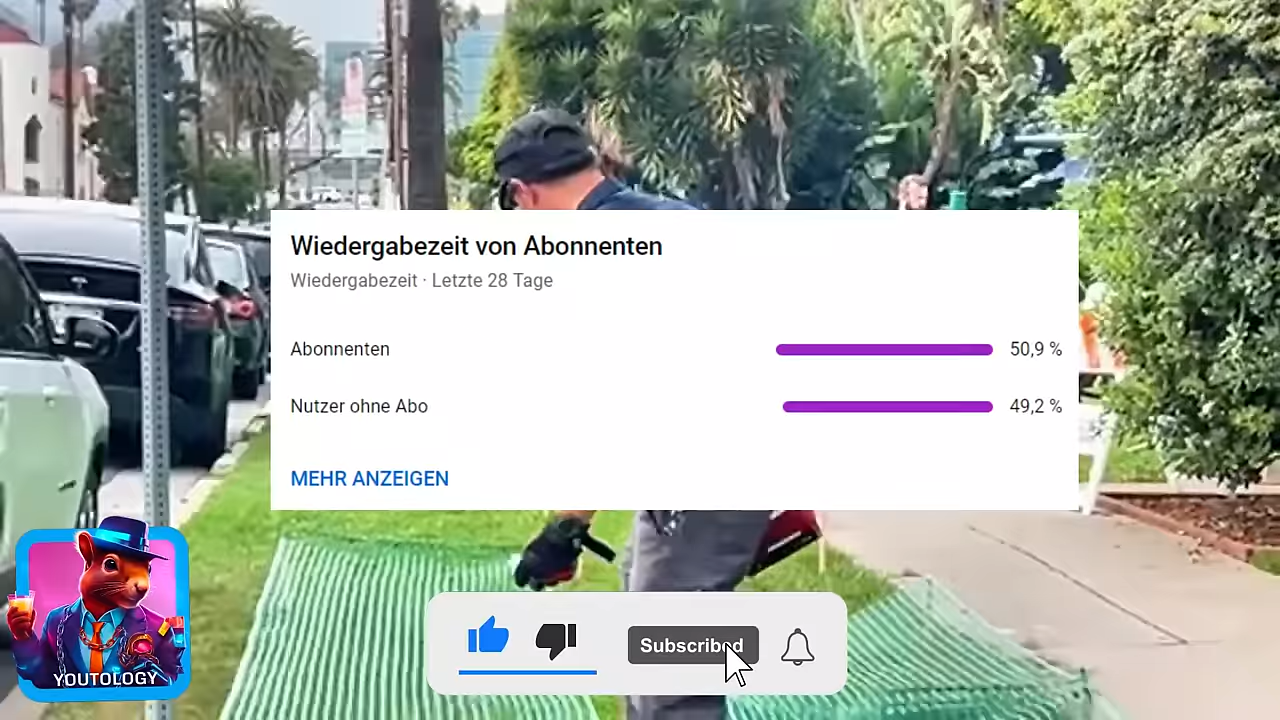 Wiedergabezeit von Abonnenten
Wiedergabezeit · Letzte 28 Tage
Abonnenten 50,9 %
Nutzer ohne Abo 49,2 %
MEHR ANZEIGEN
Subscribed
YOUTOLOGY